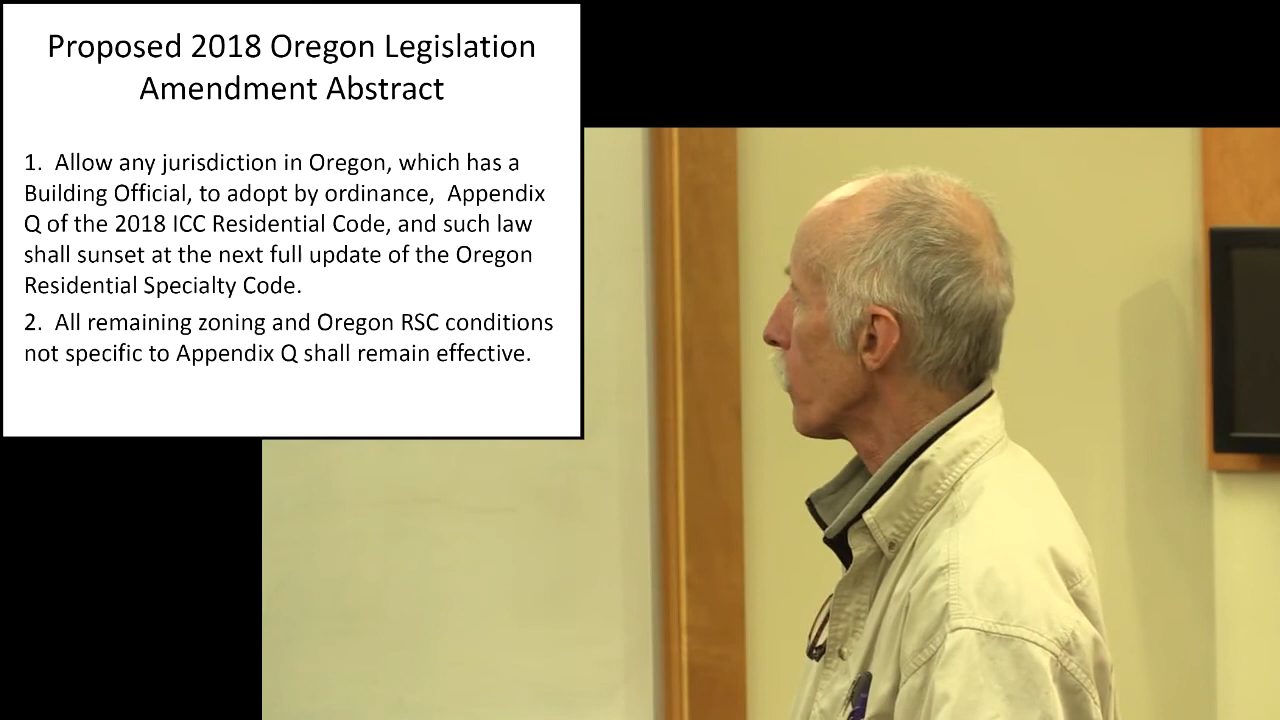 Proposed 2018 Oregon Legislation
Amendment Abstract
1. Allow any jurisdiction in Oregon, which has a
Building Official, to adopt by ordinance, Appendix
Q of the 2018 ICC Residential Code, and such law
shall sunset at the next full update of the Oregon
Residential Specialty Code.
2. All remaining zoning and Oregon RSC conditions
not specific to Appendix Q shall remain effective.